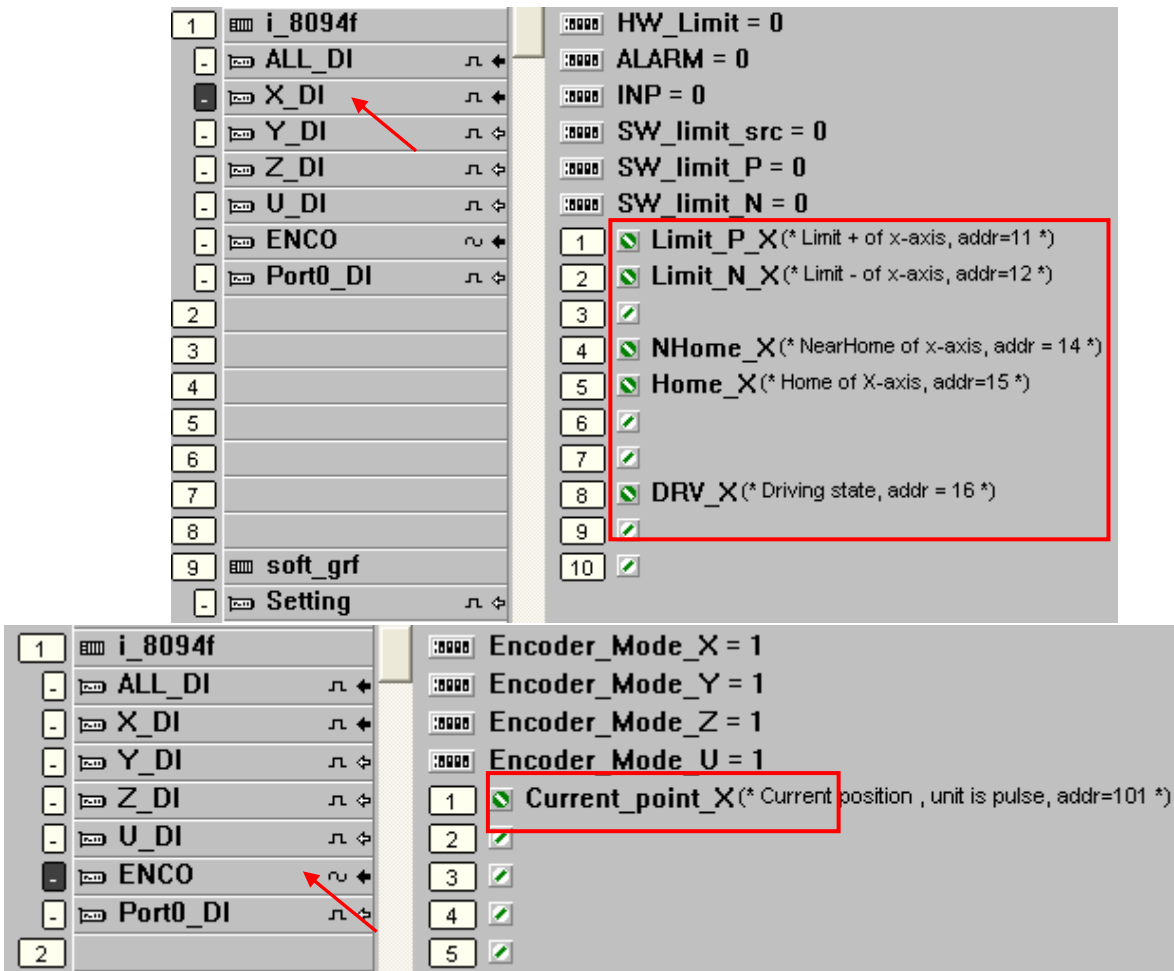 1 i_8094f
- ALL_DI
- X_DI
- Y_DI
- Z_DI
- U_DI
- ENCO
- Port0_DI
2
3
4
5
6
7
8
9 soft_grf
- Setting
HW_Limit = 0
ALARM = 0
INP = 0
SW_limit_src = 0
SW_limit_P = 0
SW_limit_N = 0
1 Limit_P_X (* Limit + of x-axis, addr=11 *)
2 Limit_N_X (* Limit - of x-axis, addr=12 *)
3
4 NHome_X (* NearHome of x-axis, addr = 14 *)
5 Home_X (* Home of X-axis, addr=15 *)
6
7
8 DRV_X (* Driving state, addr = 16 *)
9
10
1 i_8094f
- ALL_DI
- X_DI
- Y_DI
- Z_DI
- U_DI
- ENCO
- Port0_DI
2
Encoder_Mode_X = 1
Encoder_Mode_Y = 1
Encoder_Mode_Z = 1
Encoder_Mode_U = 1
1 Current_point_X (* Current position , unit is pulse, addr=101 *)
2
3
4
5